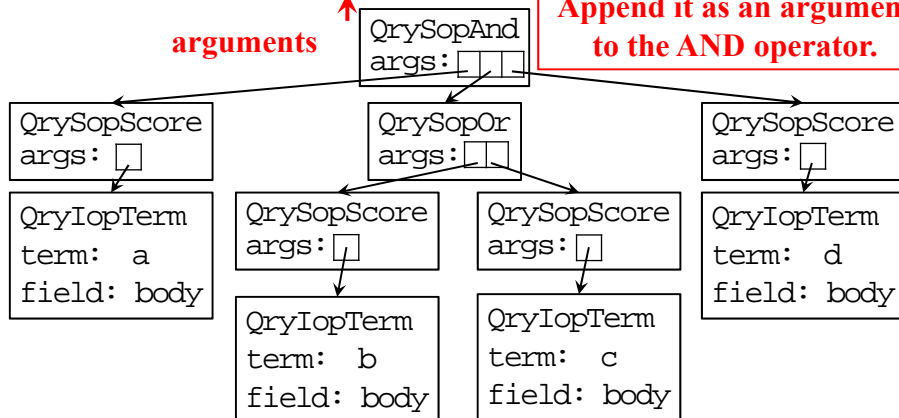 Append it as an argumen
to the AND operator.
arguments
QrySopAnd
args:
QrySopScore
args:
QrySopOr
args:
QrySopScore
args:
QryIopTerm
term: a
field: body
QrySopScore
args:
QrySopScore
args:
QryIopTerm
term: d
field: body
QryIopTerm
term: b
field: body
QryIopTerm
term: c
field: body